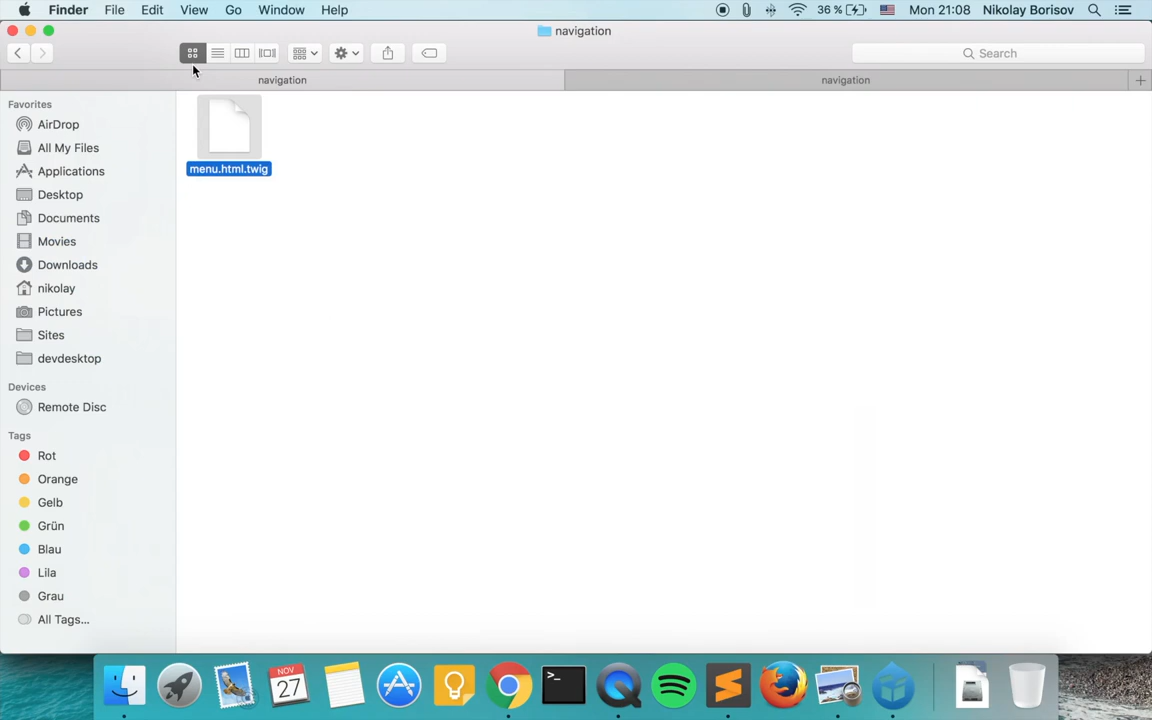 Finder File Edit View Go Window Help 36 % Mon 21:08 Nikolay Borisov
navigation
Search
navigation navigation +
Favorites
AirDrop
All My Files
Applications
Desktop
Documents
Movies
Downloads
nikolay
Pictures
Sites
devdesktop
Devices
Remote Disc
Tags
Rot
Orange
Gelb
Grün
Blau
Lila
Grau
All Tags...
menu.html.twig
NOV
27